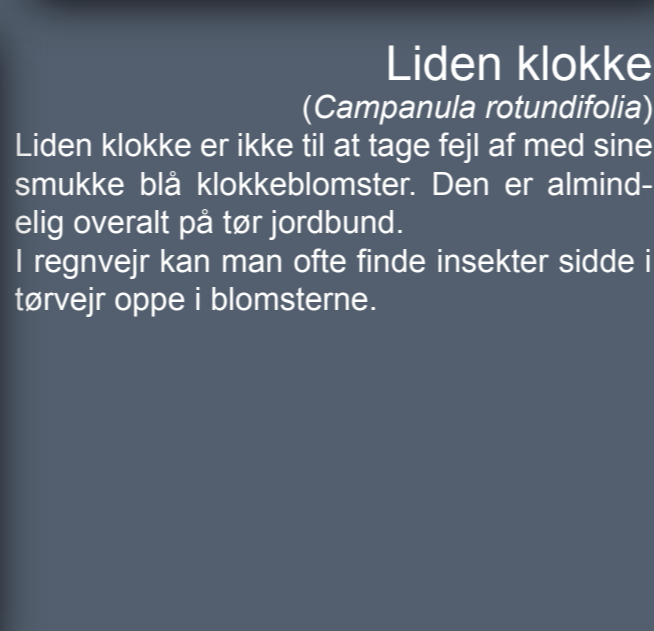 Liden klokke
(Campanula rotundifolia)
Liden klokke er ikke til at tage fejl af med sine
smukke blå klokkeblomster. Den er almind-
elig overalt på tør jordbund.
I regnvejr kan man ofte finde insekter sidde i
tørvejr oppe i blomsterne.